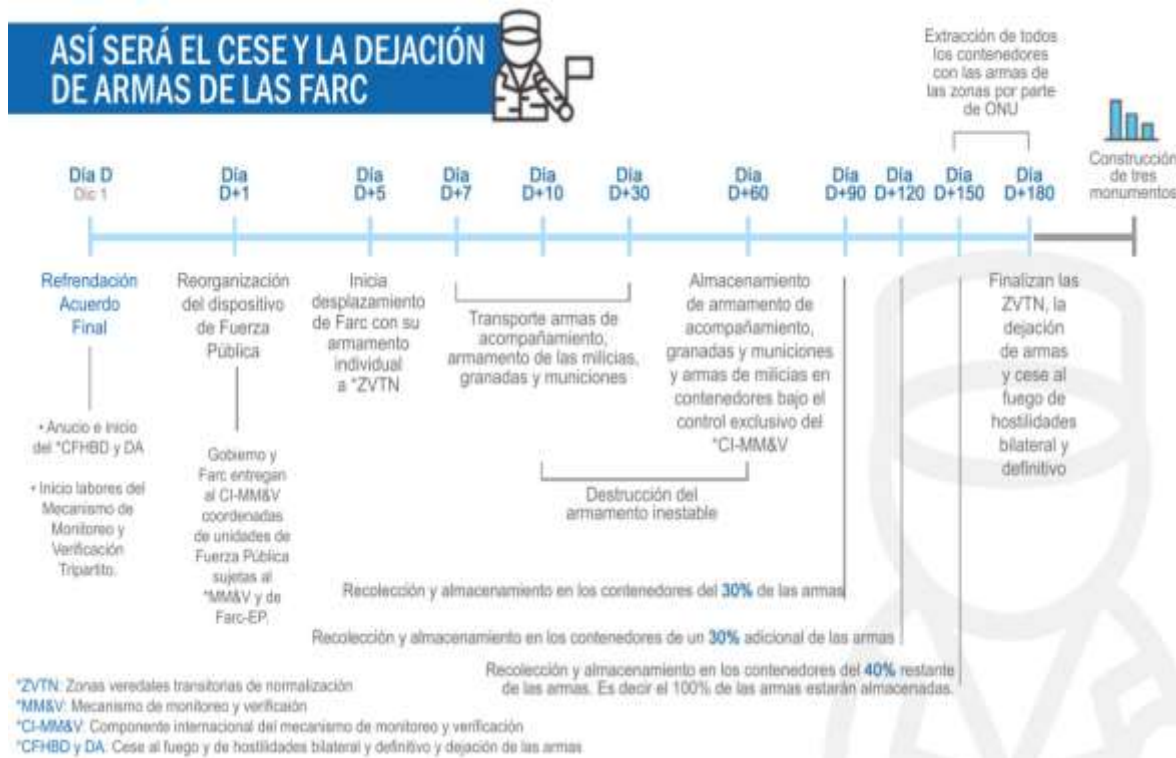 ASÍ SERÁ EL CESE Y LA DEJACIÓN
DE ARMAS DE LAS FARC
Extracción de todos
los contenedores
con las armas de
las zonas por parte
de ONU
Construcción
de tres
monumentos
Día D
Dic 1
Día
D+1
Día
D+5
Día
D+7
Día
D+10
Día
D+30
Día
D+60
Día
D+90
Día
D+120
Día
D+150
Día
D+180
Refrendación
Acuerdo
Final
• Anucio e inicio
del *CFHBD y DA
• Inicio labores del
Mecanismo de
Monitoreo y
Verificación
Tripartito.
Reorganización
del dispositivo
de Fuerza
Pública
Gobierno y
Farc entregan
al CI-MM&V
coordenadas
de unidades de
Fuerza Pública
sujetas al
*MM&V y de
Farc-EP.
Inicia
desplazamiento
de Farc con su
armamento
individual
a *ZVTN
Transporte armas de
acompañamiento,
armamento de las milicias,
granadas y municiones
Almacenamiento
de armamento de
acompañamiento,
granadas y municiones
y armas de milicias en
contenedores bajo el
control exclusivo del
*CI-MM&V
Destrucción del
armamento inestable
Finalizan las
ZVTN, la
dejación
de armas
y cese al
fuego de
hostilidades
bilateral y
definitivo
Recolección y almacenamiento en los contenedores del 30% de las armas
Recolección y almacenamiento en los contenedores de un 30% adicional de las armas
Recolección y almacenamiento en los contenedores del 40% restante
de las armas. Es decir el 100% de las armas estarán almacenadas.
*ZVTN: Zonas veredales transitorias de normalización
*MM&V: Mecanismo de monitoreo y verificaión
*CI-MM&V: Componente internacional del mecanismo de monitoreo y verificación
*CFHBD y DA: Cese al fuego y de hostilidades bilateral y definitivo y dejación de las armas